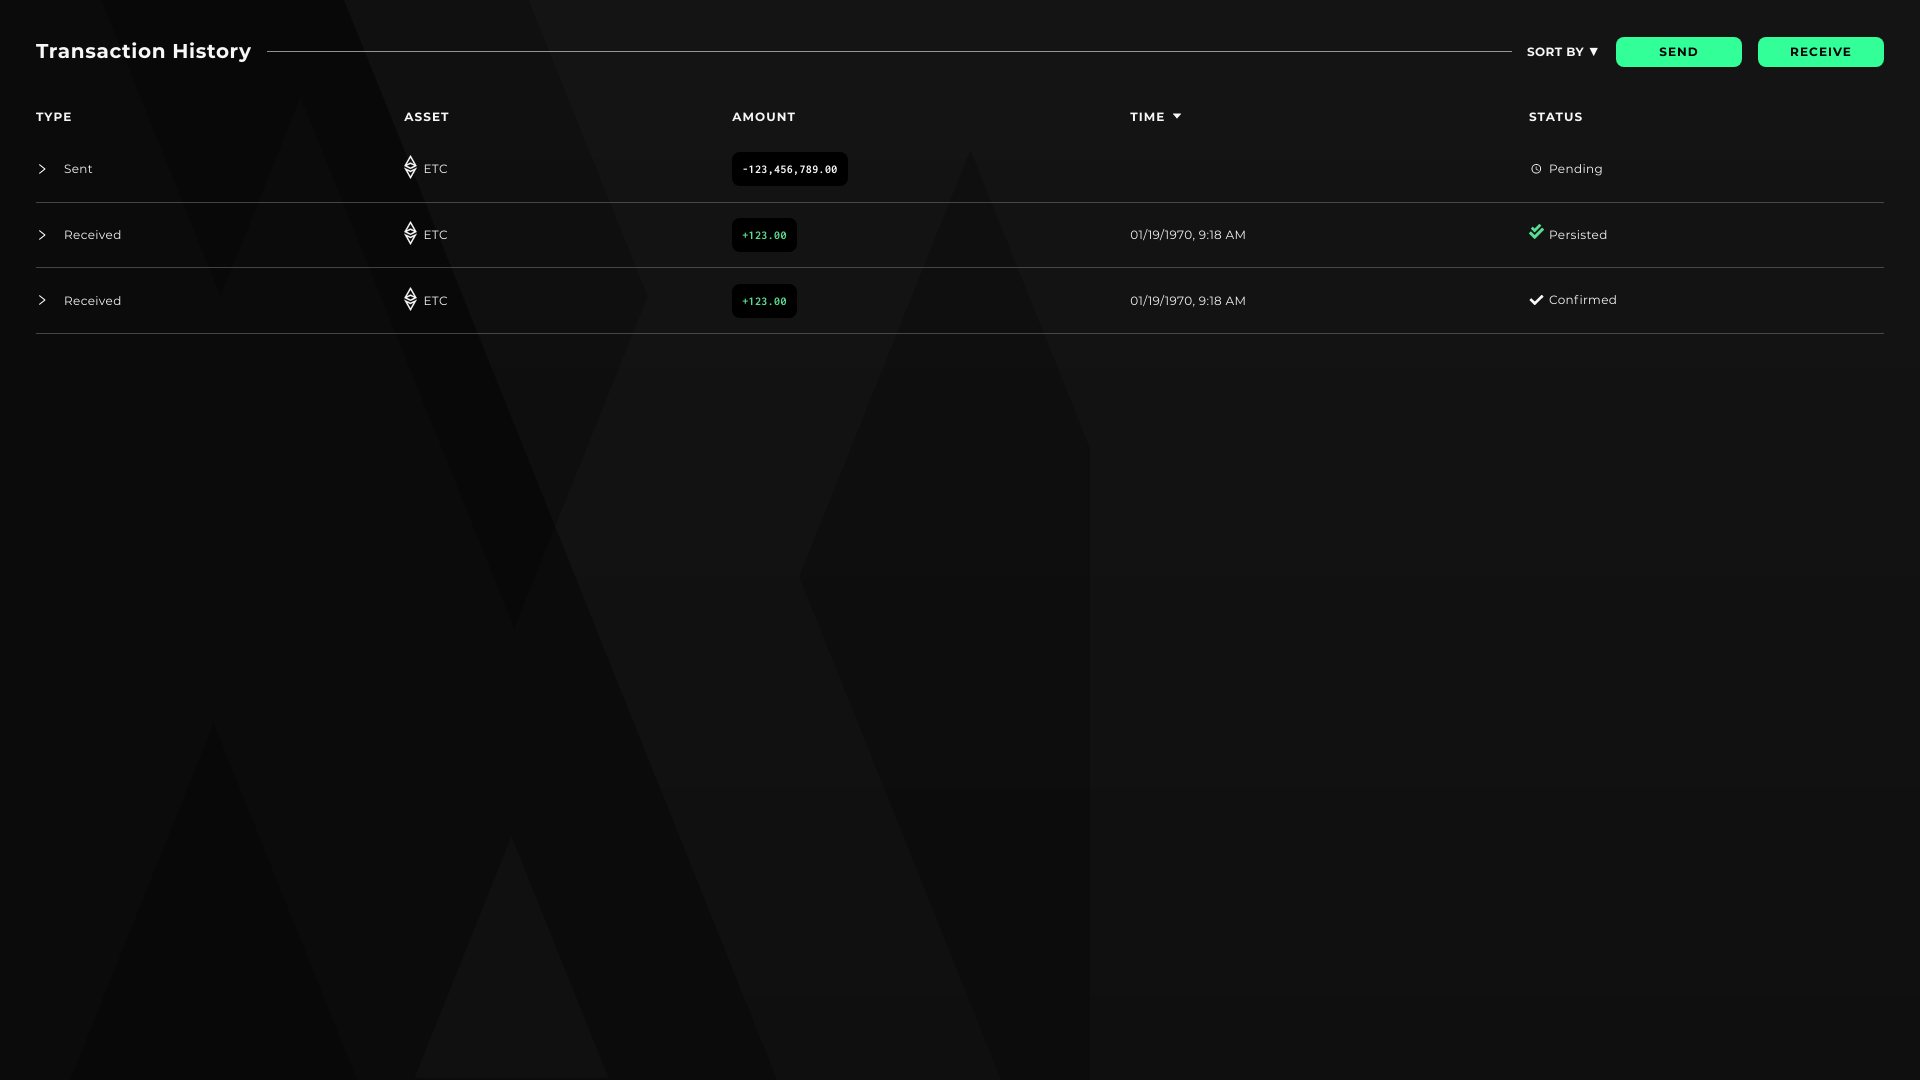 Transaction History
SORT BY ▼
SEND
RECEIVE
TYPE ASSET AMOUNT TIME STATUS
Sent ETC -123,456,789.00 Pending
Received ETC +123.00 01/19/1970, 9:18 AM Persisted
Received ETC +123.00 01/19/1970, 9:18 AM Confirmed